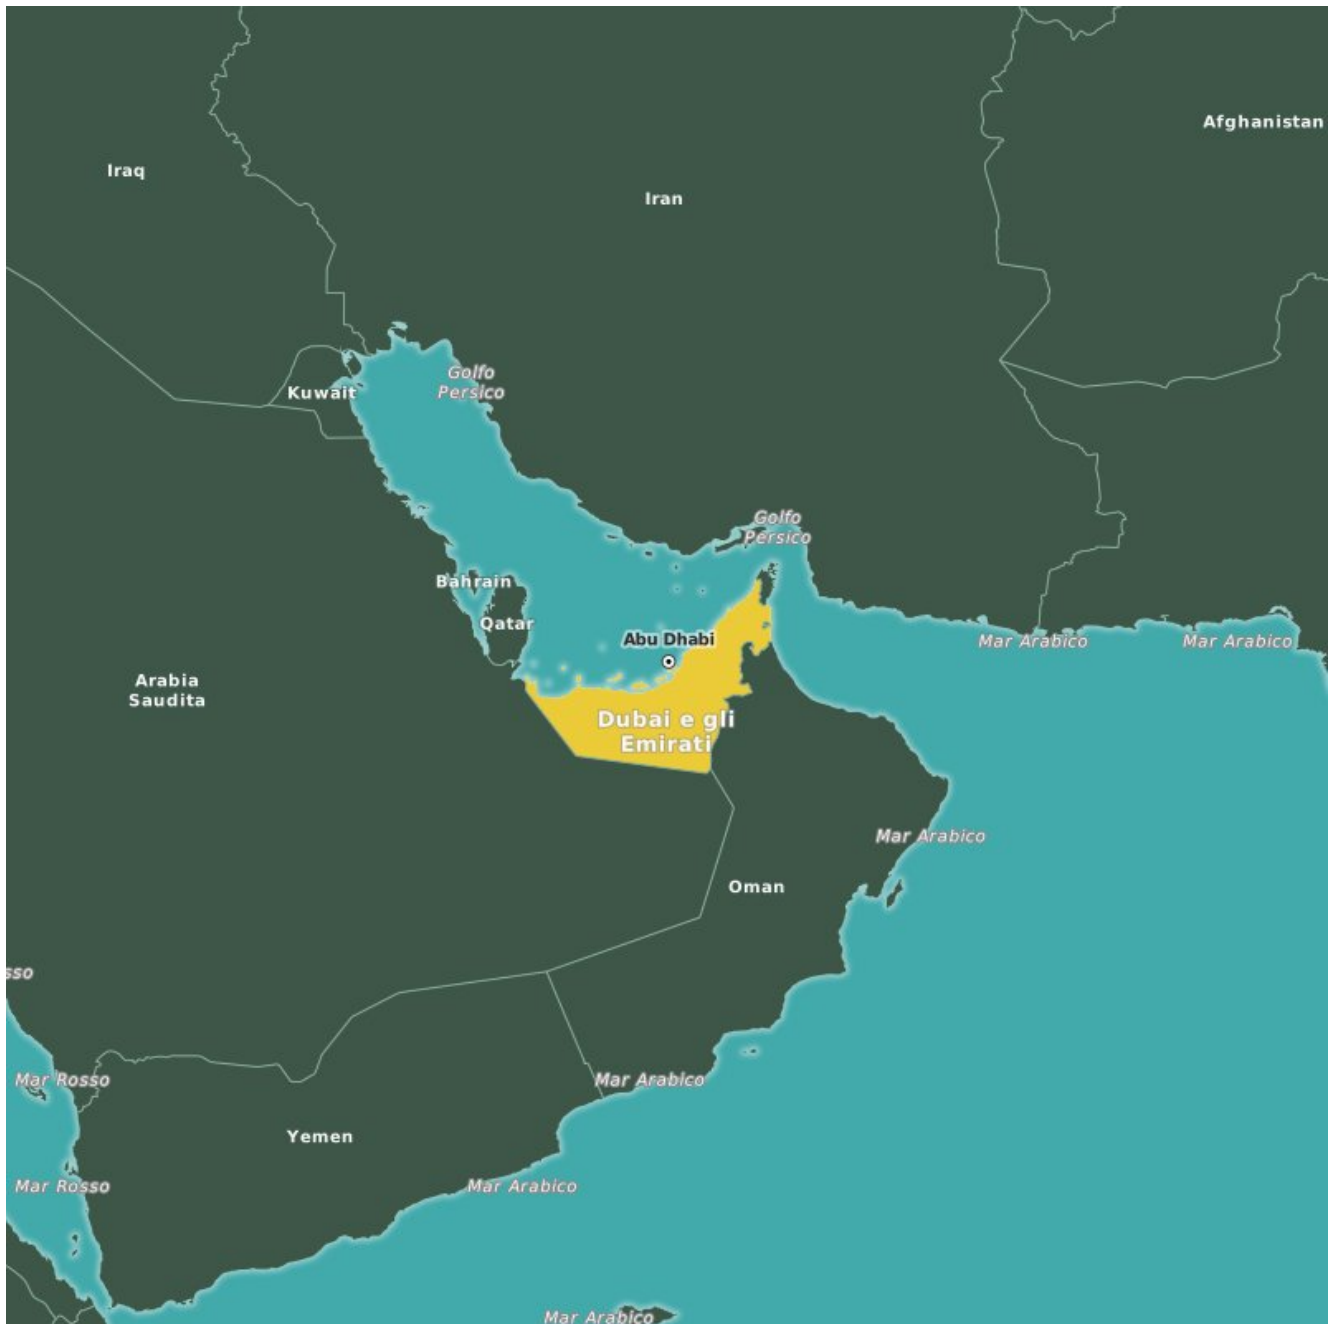 Afghanistan
Iraq
Iran
Golfo
Persico
Kuwait
Golfo
Persico
Bahrain
Qatar
Abu Dhabi
Mar Arabico
Mar Arabico
Arabia
Saudita
Dubai e gli
Emirati
Mar Arabico
Oman
sso
Mar Rosso
Mar Arabico
Yemen
Mar Rosso
Mar Arabico
Mar Arabico